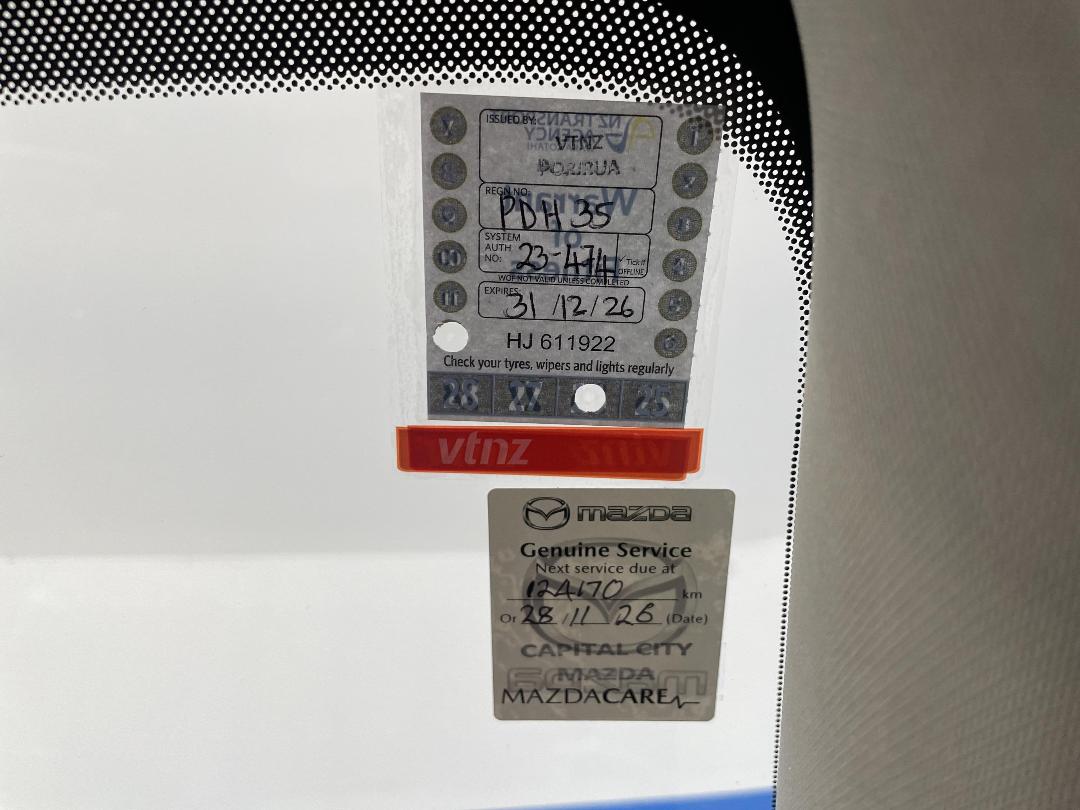 ISSUED BY:
VTNZ
PORIRUA
REGN NO:
PDH 35
SYSTEM
AUTH
NO:
23-474
✓ Tick if
OFFLINE
WOF NOT VALID UNLESS COMPLETED
EXPIRES:
31 /12/26
HJ 611922
Check your tyres, wipers and lights regularly
28 27 25
vtnz
mazda
Genuine Service
Next service due at
124170 km
Or 28/11 26 (Date)
CAPITAL CITY
MAZDA
MAZDACARE